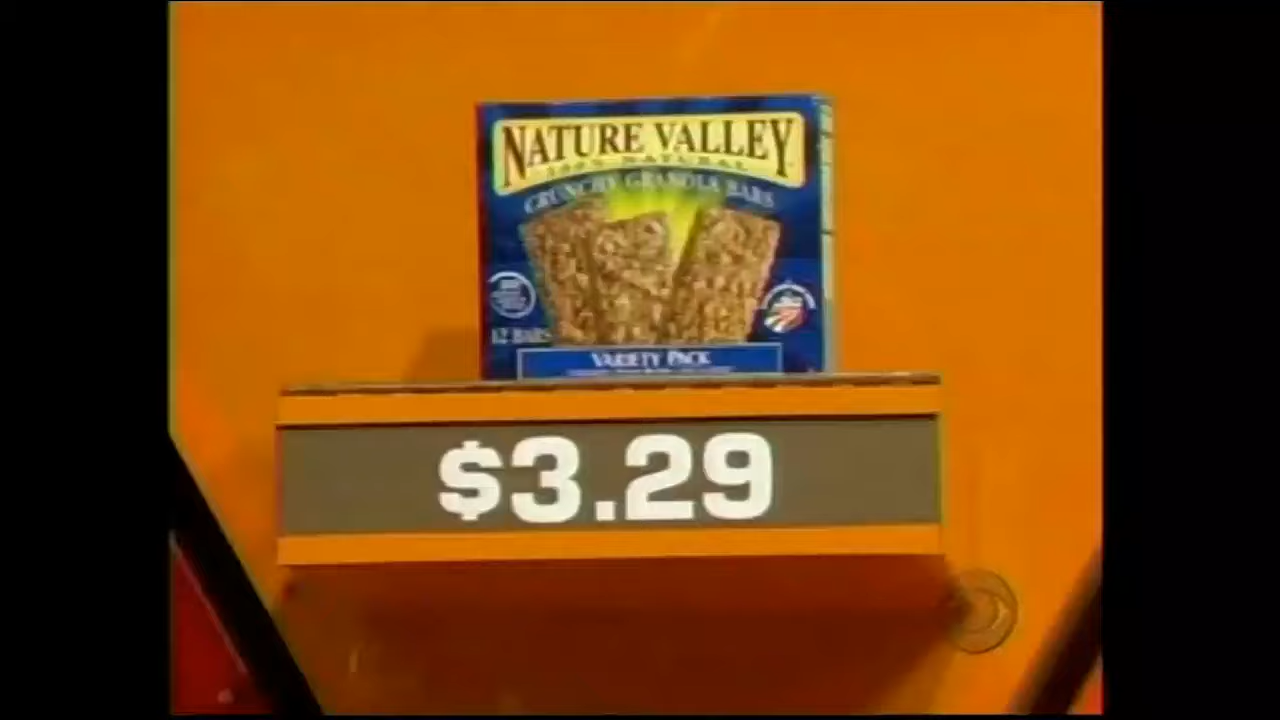 NATURE VALLEY
100% NATURAL
CRUNCHY GRANOLA BARS
12 BARS
VARIETY PACK
$3.29